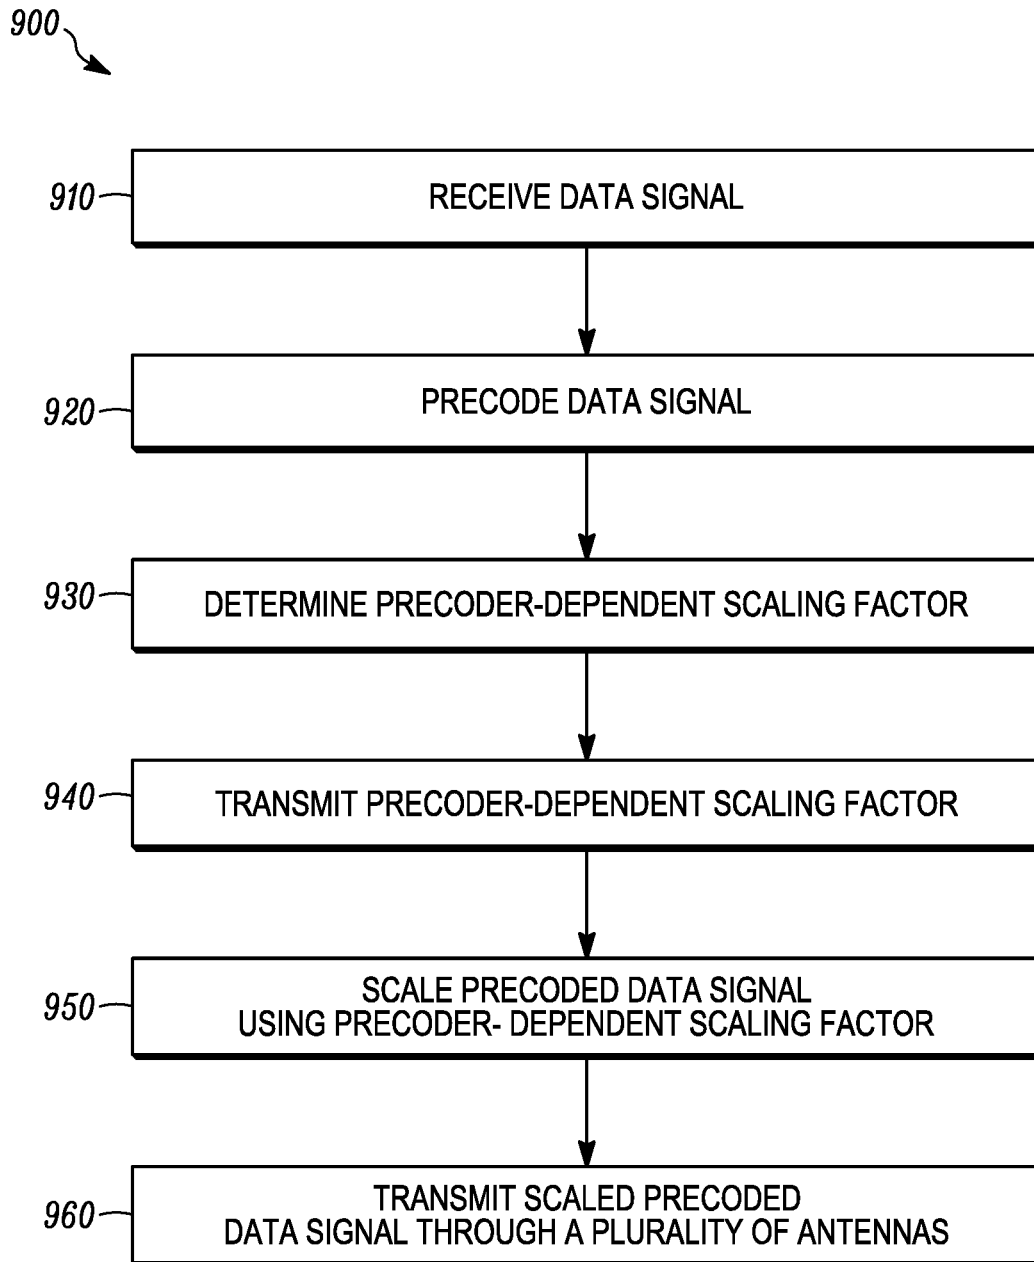 900
910
RECEIVE DATA SIGNAL
920
PRECODE DATA SIGNAL
930
DETERMINE PRECODER-DEPENDENT SCALING FACTOR
940
TRANSMIT PRECODER-DEPENDENT SCALING FACTOR
950
SCALE PRECODED DATA SIGNAL
USING PRECODER- DEPENDENT SCALING FACTOR
960
TRANSMIT SCALED PRECODED
DATA SIGNAL THROUGH A PLURALITY OF ANTENNAS